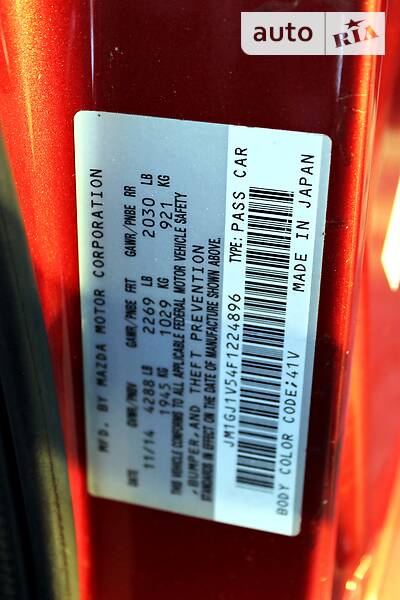 auto RIA
MFD. BY MAZDA MOTOR CORPORATION
DATE GVWR/PNBV GAWR/PNBE FRT GAWR/PNBE RR
11/14 4288 LB 2269 LB 2030 LB
1945 KG 1029 KG 921 KG
THIS VEHICLE CONFORMS TO ALL APPLICABLE FEDERAL MOTOR VEHICLE SAFETY
,BUMPER,AND THEFT PREVENTION
STANDARDS IN EFFECT ON THE DATE OF MANUFACTURE SHOWN ABOVE
JM1GJ1V54F1224896 TYPE: PASS CAR
BODY COLOR CODE;41V MADE IN JAPAN